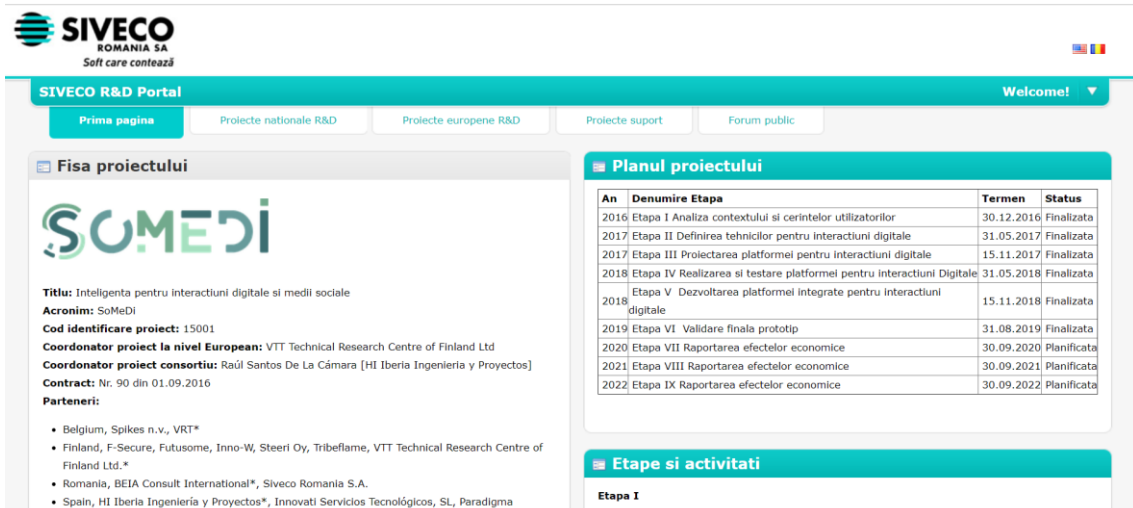 SIVECO
ROMANIA SA
Soft care contează
SIVECO R&D Portal
Welcome!
Prima pagina
Proiecte nationale R&D
Proiecte europene R&D
Proiecte suport
Forum public
Fisa proiectului
SOMEDI
Titlu: Inteligenta pentru interactiuni digitale si medii sociale
Acronim: SoMeDi
Cod identificare proiect: 15001
Coordonator proiect la nivel European: VTT Technical Research Centre of Finland Ltd
Coordonator proiect consortiu: Raúl Santos De La Cámara [HI Iberia Ingenieria y Proyectos]
Contract: Nr. 90 din 01.09.2016
Parteneri:
• Belgium, Spikes n.v., VRT*
• Finland, F-Secure, Futusome, Inno-W, Steeri Oy, Tribeflame, VTT Technical Research Centre of
Finland Ltd.*
• Romania, BEIA Consult International*, Siveco Romania S.A.
• Spain, HI Iberia Ingeniería y Proyectos*, Innovati Servicios Tecnológicos, SL, Paradigma
Planul proiectului
An Denumire Etapa Termen Status
2016 Etapa I Analiza contextului si cerintelor utilizatorilor 30.12.2016 Finalizata
2017 Etapa II Definirea tehnicilor pentru interactiuni digitale 31.05.2017 Finalizata
2017 Etapa III Proiectarea platformei pentru interactiuni digitale 15.11.2017 Finalizata
2018 Etapa IV Realizarea si testare platformei pentru interactiuni Digitale 31.05.2018 Finalizata
2018 Etapa V Dezvoltarea platformei integrate pentru interactiuni
digitale 15.11.2018 Finalizata
2019 Etapa VI Validare finala prototip 31.08.2019 Finalizata
2020 Etapa VII Raportarea efectelor economice 30.09.2020 Planificata
2021 Etapa VIII Raportarea efectelor economice 30.09.2021 Planificata
2022 Etapa IX Raportarea efectelor economice 30.09.2022 Planificata
Etape si activitati
Etapa I